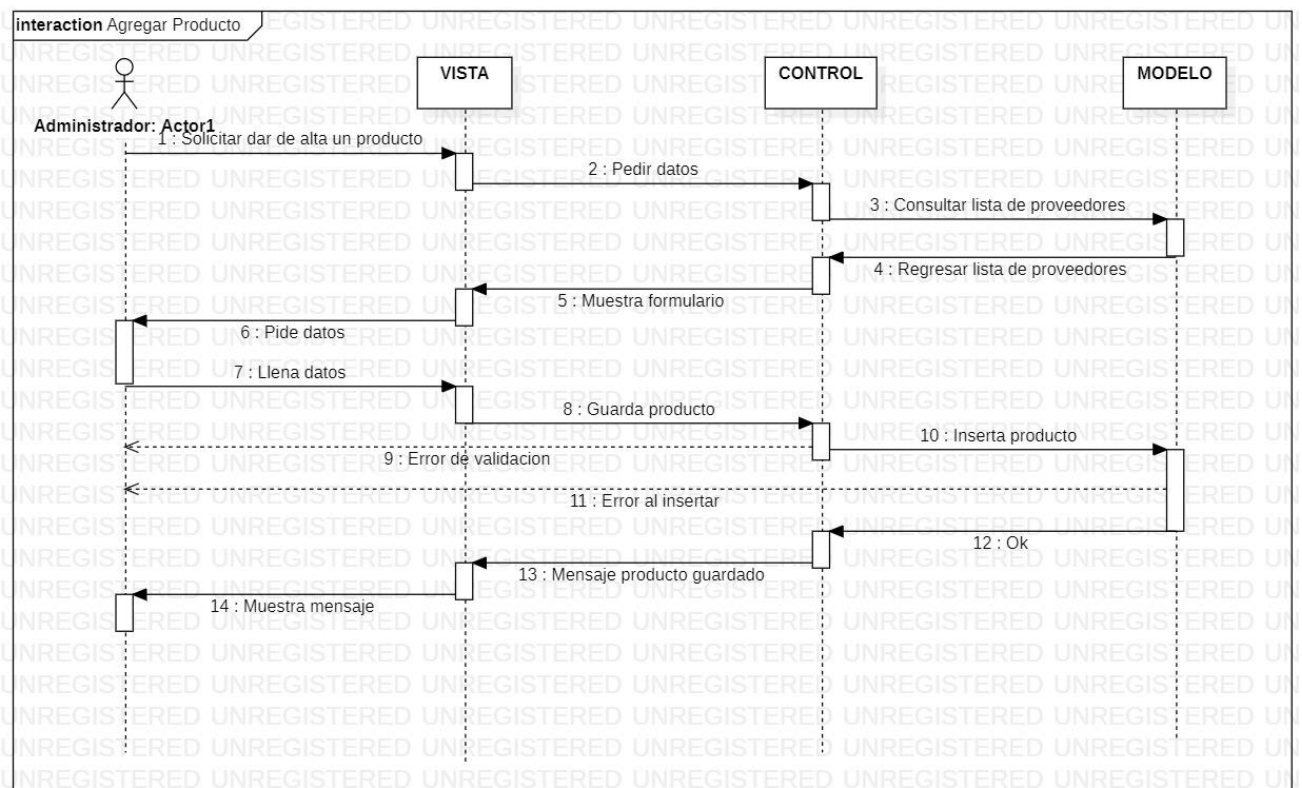 interaction Agregar Producto
VISTA
CONTROL
MODELO
Administrador: Actor1
1 : Solicitar dar de alta un producto
2 : Pedir datos
3 : Consultar lista de proveedores
4 : Regresar lista de proveedores
5 : Muestra formulario
6 : Pide datos
7 : Llena datos
8 : Guarda producto
10 : Inserta producto
9 : Error de validacion
11 : Error al insertar
12 : Ok
13 : Mensaje producto guardado
14 : Muestra mensaje
UNREGISTERED